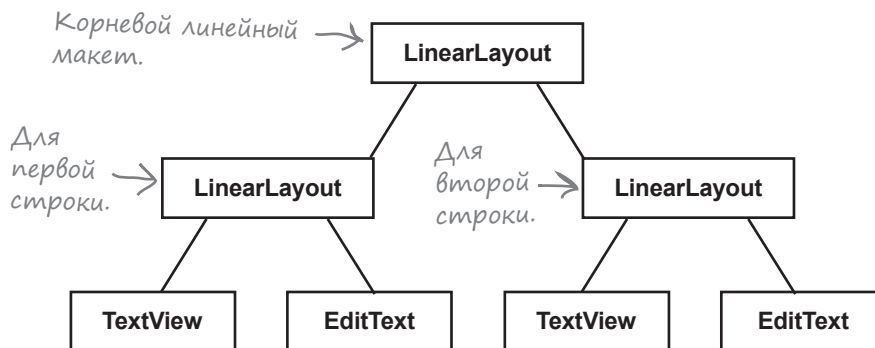 Корневой линейный
макет.
LinearLayout
Для
первой
строки.
LinearLayout
Для
второй
строки.
LinearLayout
TextView
EditText
TextView
EditText